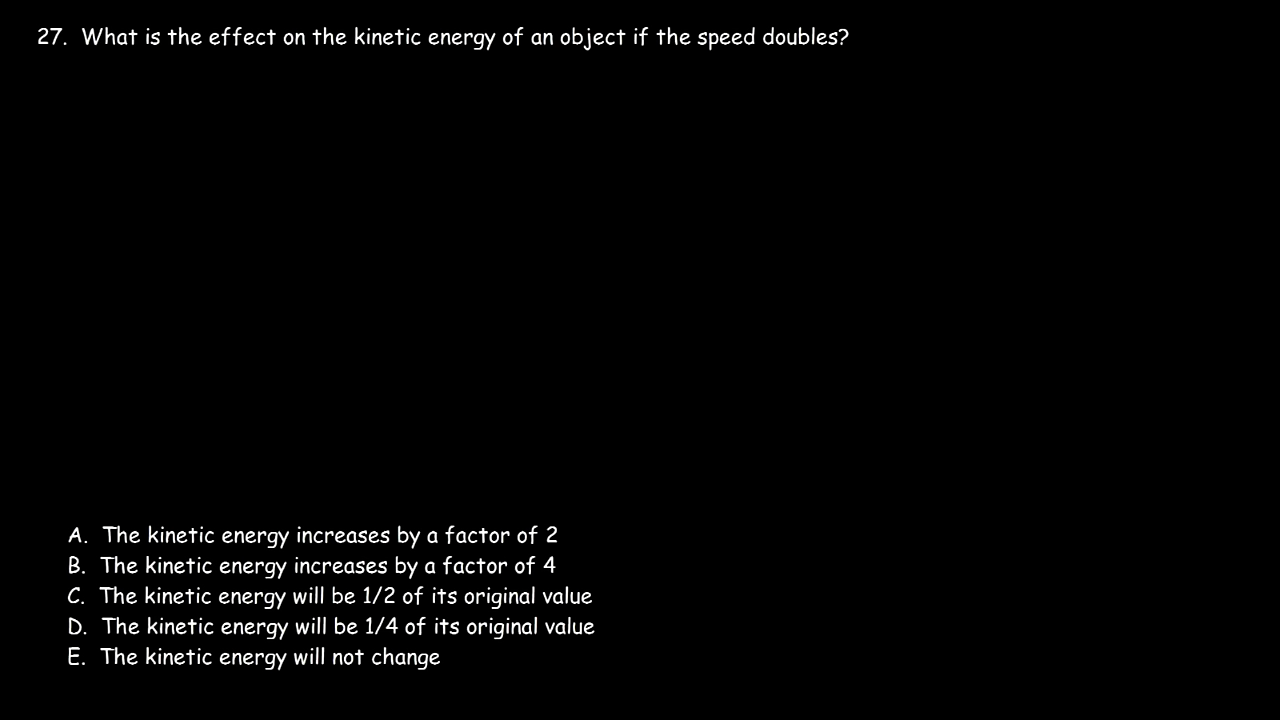 27. What is the effect on the kinetic energy of an object if the speed doubles?
A. The kinetic energy increases by a factor of 2
B. The kinetic energy increases by a factor of 4
C. The kinetic energy will be 1/2 of its original value
D. The kinetic energy will be 1/4 of its original value
E. The kinetic energy will not change